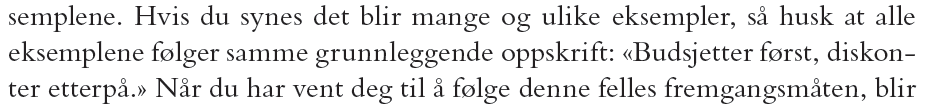 semplene. Hvis du synes det blir mange og ulike eksempler, så husk at alle
eksemplene følger samme grunnleggende oppskrift: «Budsjetter først, diskon-
ter etterpå.» Når du har vent deg til å følge denne felles fremgangsmåten, blir